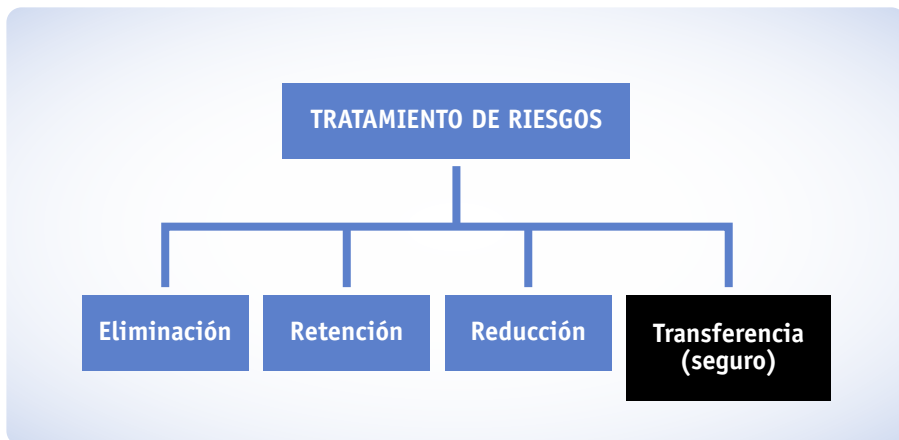 TRATAMIENTO DE RIESGOS
Eliminación
Retención
Reducción
Transferencia
(seguro)